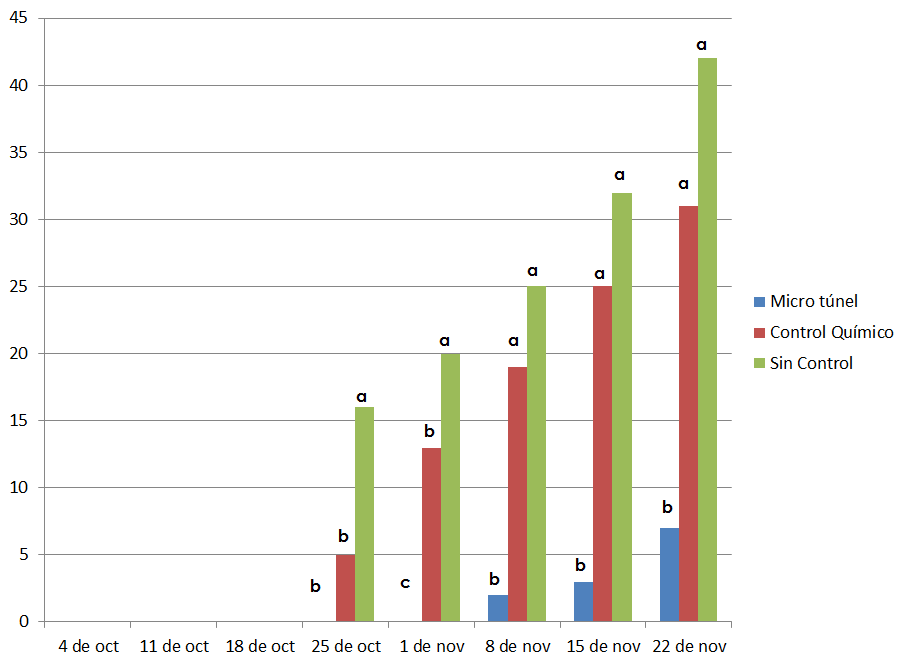 45
40
35
30
25
20
15
10
5
0
a
a
a
a
a
a
a
a
b
b
b
b
b
b
c
4 de oct 11 de oct 18 de oct 25 de oct 1 de nov 8 de nov 15 de nov 22 de nov
Micro túnel
Control Químico
Sin Control